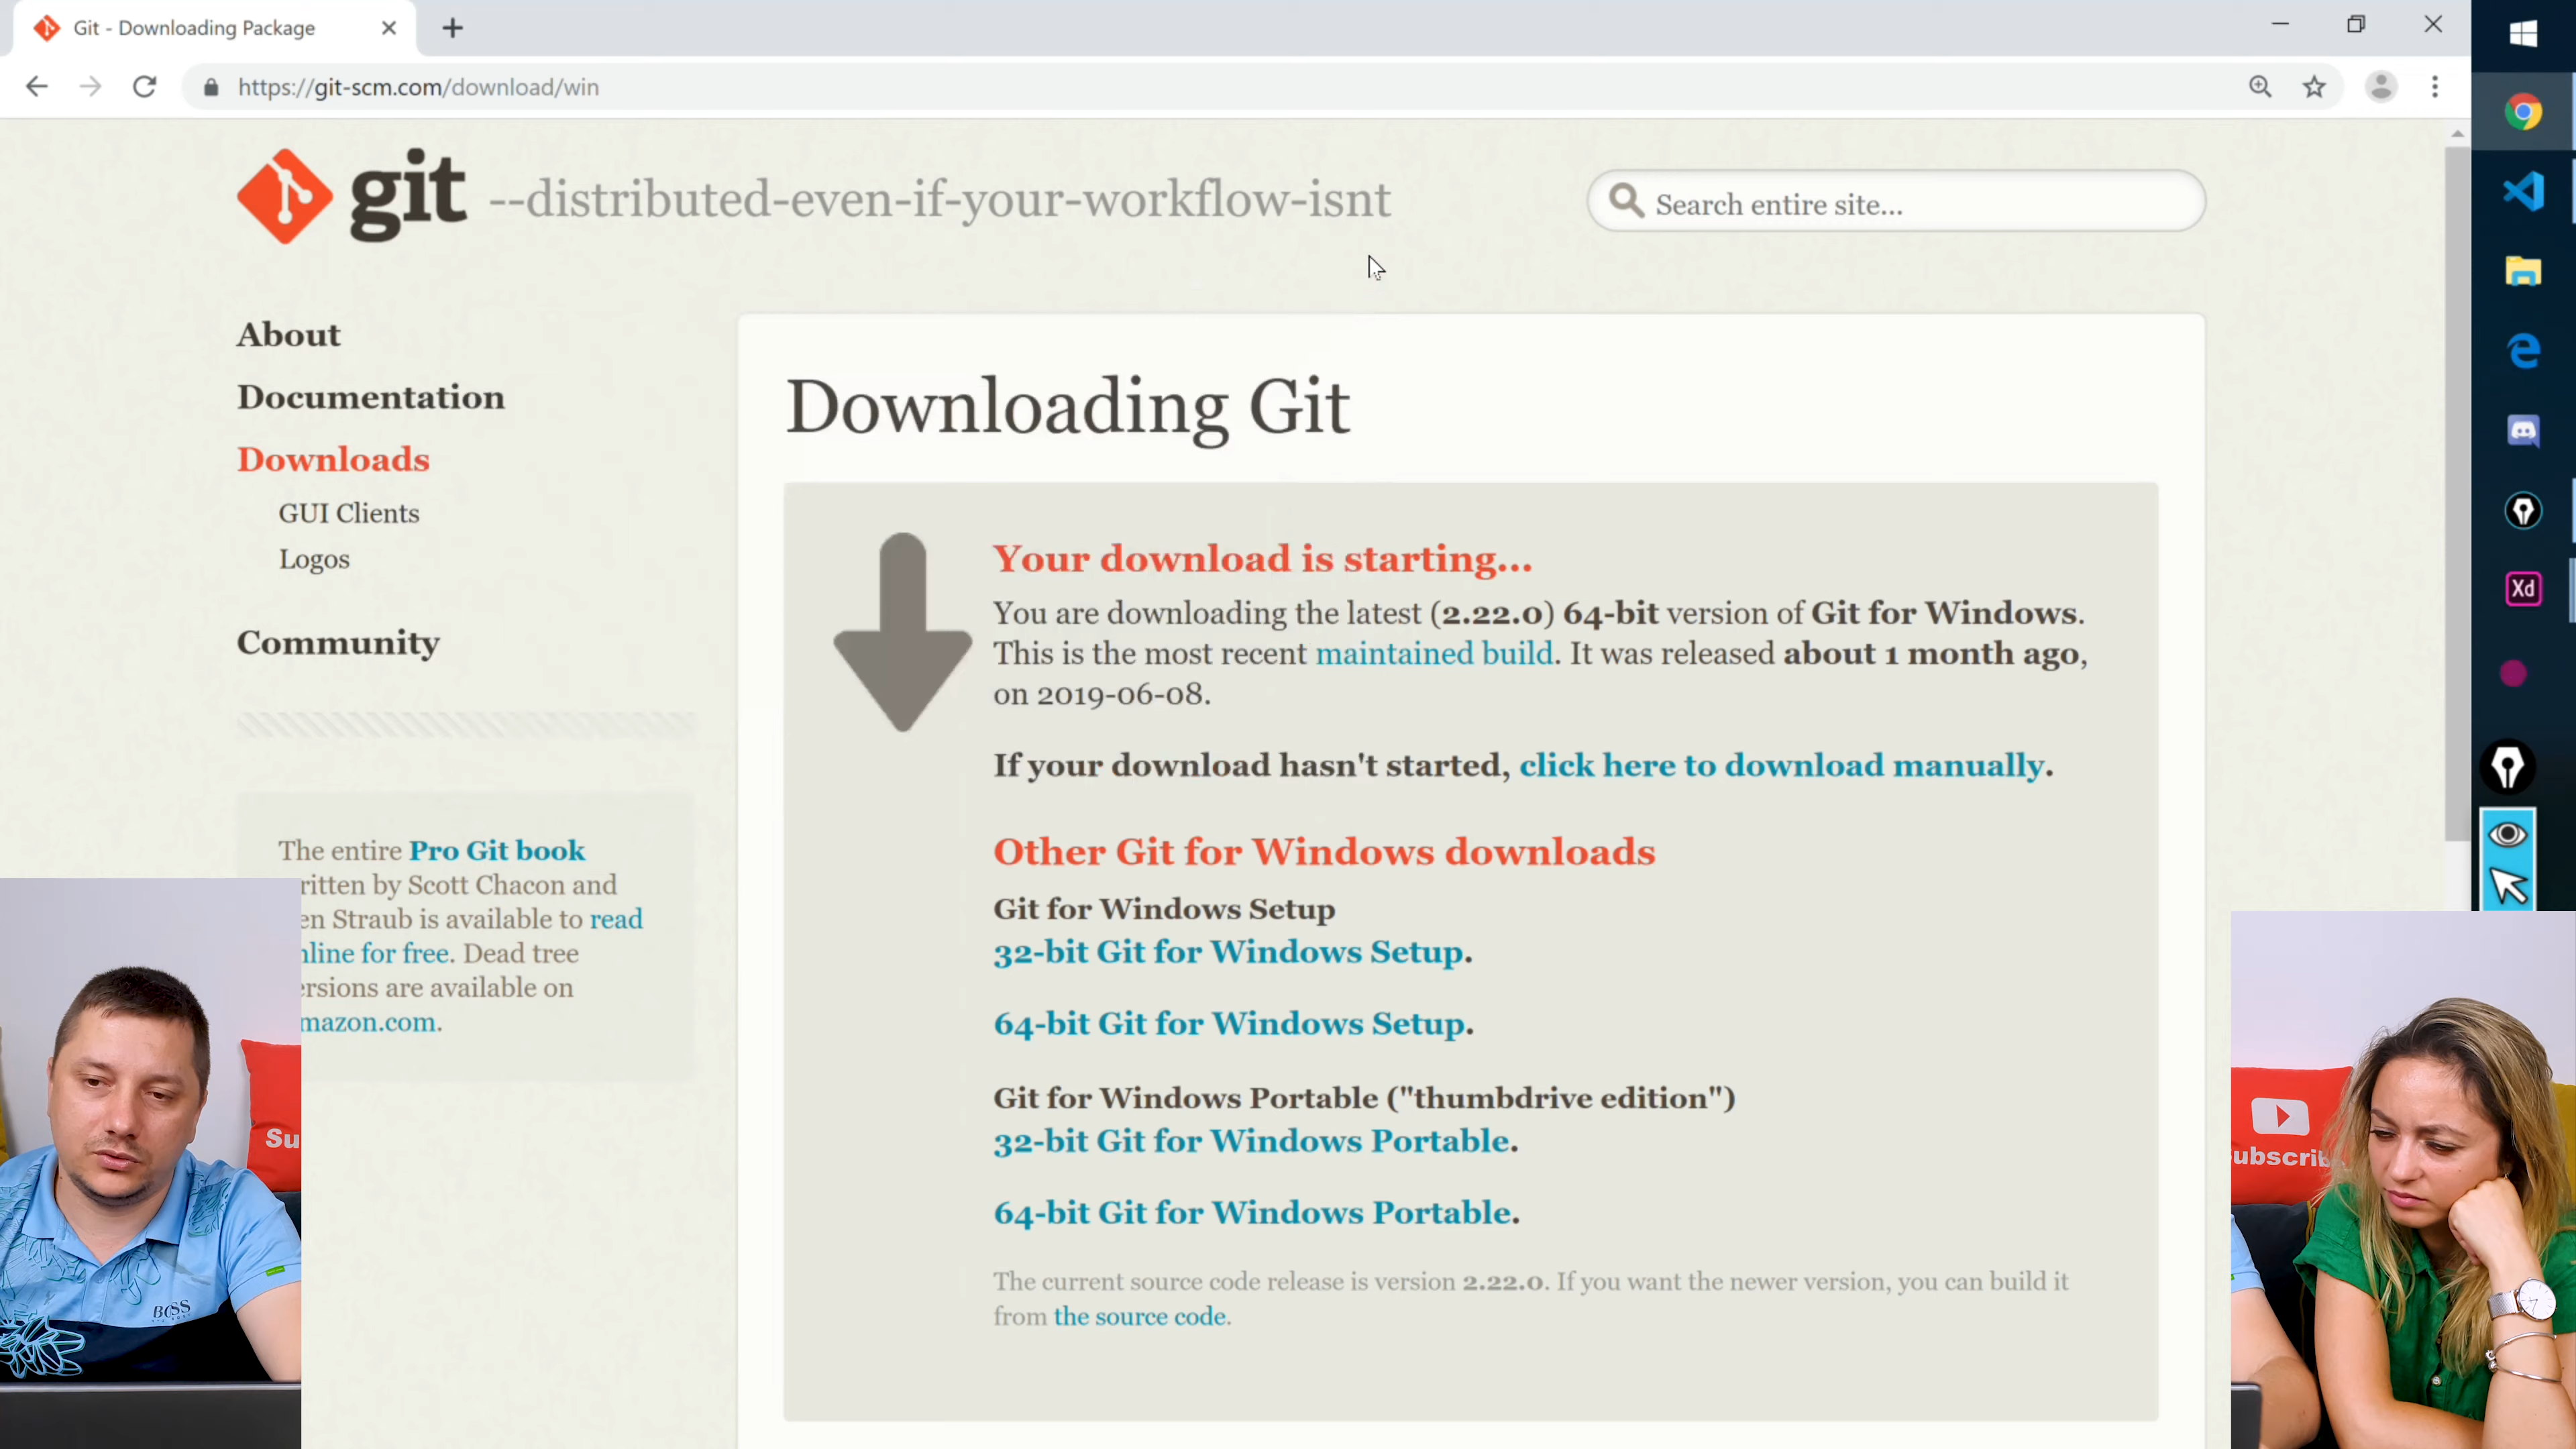 Git - Downloading Package
https://git-scm.com/download/win
git --distributed-even-if-your-workflow-isnt
Search entire site...
About
Documentation
Downloads
GUI Clients
Logos
Community
The entire Pro Git book
ritten by Scott Chacon and
en Straub is available to read
nline for free. Dead tree
ersions are available on
mazon.com.
Downloading Git
Your download is starting...
You are downloading the latest (2.22.0) 64-bit version of Git for Windows.
This is the most recent maintained build. It was released about 1 month ago,
on 2019-06-08.
If your download hasn't started, click here to download manually.
Other Git for Windows downloads
Git for Windows Setup
32-bit Git for Windows Setup.
64-bit Git for Windows Setup.
Git for Windows Portable ("thumbdrive edition")
32-bit Git for Windows Portable.
64-bit Git for Windows Portable.
The current source code release is version 2.22.0. If you want the newer version, you can build it
from the source code.
Xd
Su
BOSS
ubscrib